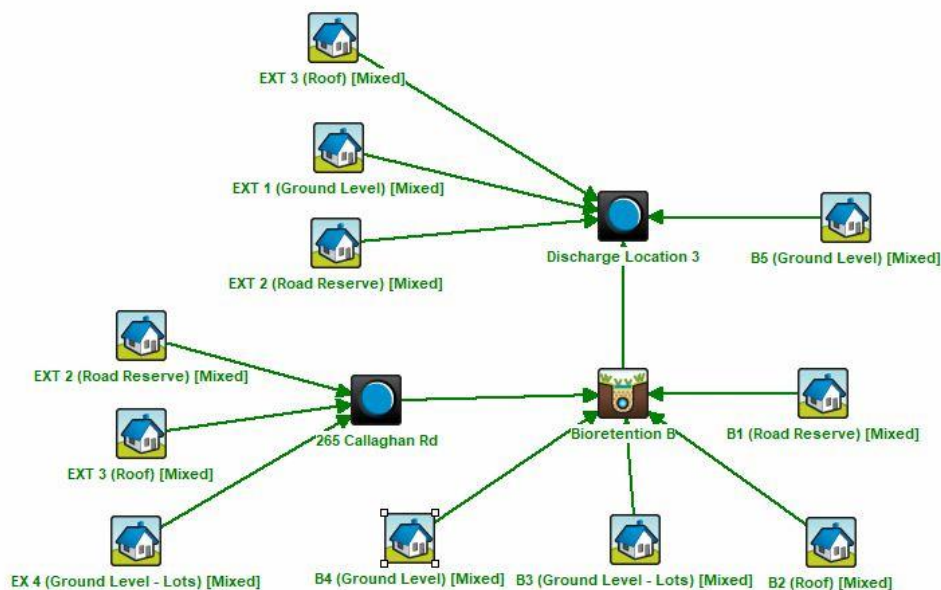 EXT 3 (Roof) [Mixed]
EXT 1 (Ground Level) [Mixed]
EXT 2 (Road Reserve) [Mixed]
Discharge Location 3
B5 (Ground Level) [Mixed]
EXT 2 (Road Reserve) [Mixed]
EXT 3 (Roof) [Mixed]
265 Callaghan Rd
Bioretention B
B1 (Road Reserve) [Mixed]
EX 4 (Ground Level - Lots) [Mixed]
B4 (Ground Level) [Mixed]
B3 (Ground Level - Lots) [Mixed]
B2 (Roof) [Mixed]